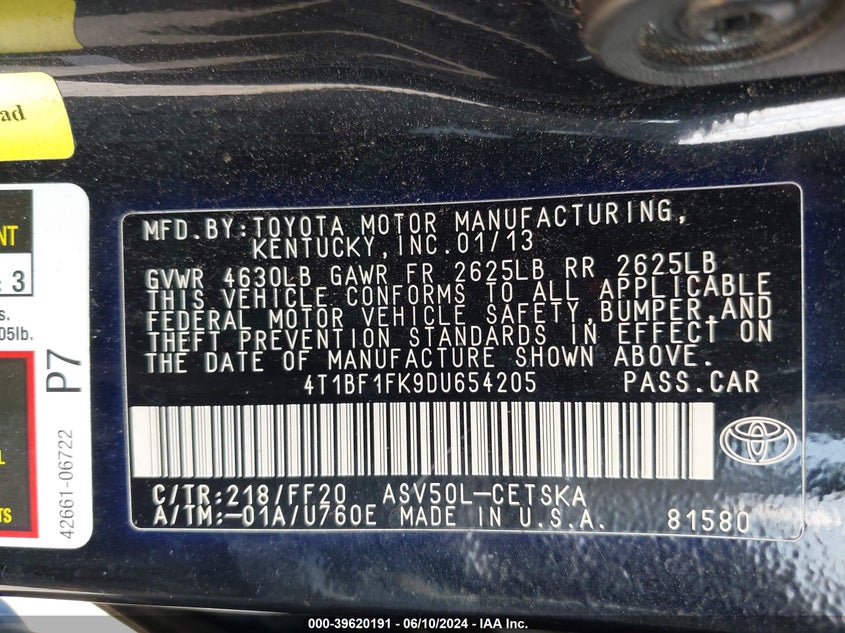 ad
NT
: 3
s.
05lb.
L
TS
P7
42661-06722
MFD.BY:TOYOTA MOTOR MANUFACTURING,
KENTUCKY,INC.01/13
GVWR 4630LB GAWR FR 2625LB RR 2625LB
THIS VEHICLE CONFORMS TO ALL APPLICABLE
FEDERAL MOTOR VEHICLE SAFETY,BUMPER,AND
THEFT PREVENTION STANDARDS IN EFFECT ON
THE DATE OF MANUFACTURE SHOWN ABOVE.
4T1BF1FK9DU654205 PASS.CAR
C/TR:218/FF20 ASV50L-CETSKA
A/TM:-01A/U760E MADE IN U.S.A. 81580
000-39620191 - 06/10/2024 - IAA Inc.